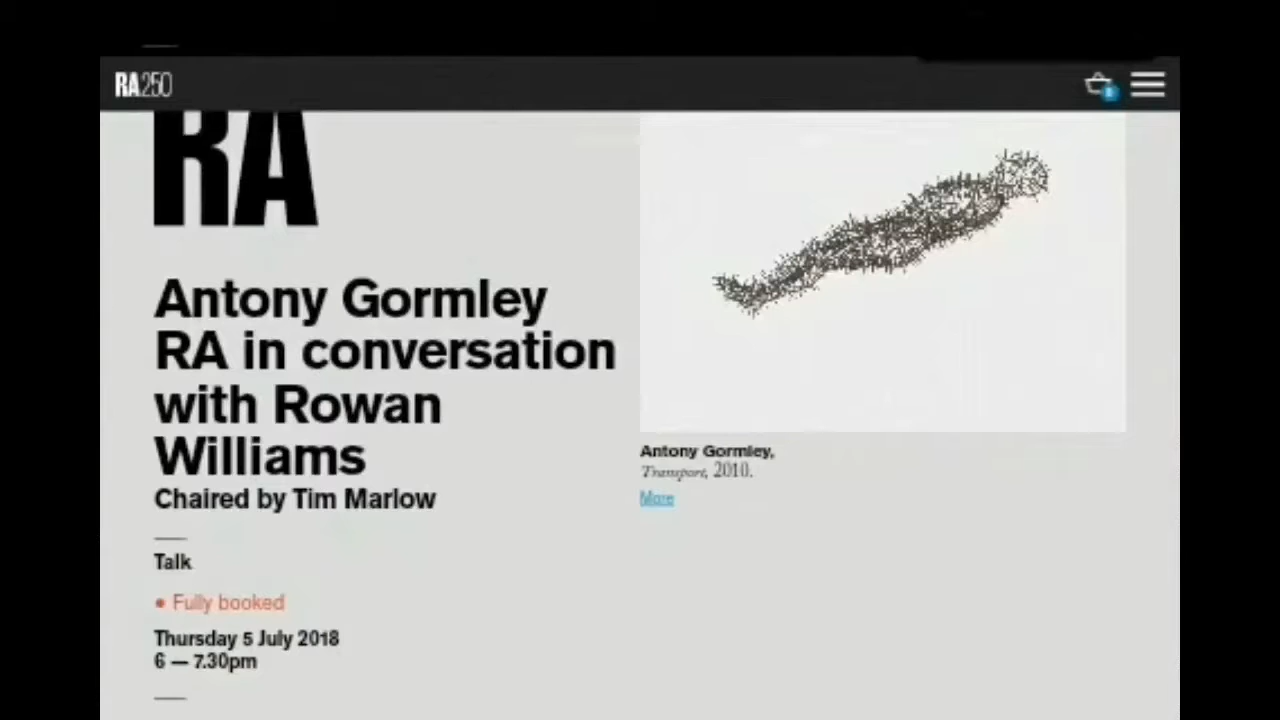 RA250
RA
Antony Gormley
RA in conversation
with Rowan
Williams
Chaired by Tim Marlow
Talk
• Fully booked
Thursday 5 July 2018
6 — 7.30pm
Antony Gormley,
Transport, 2010.
More